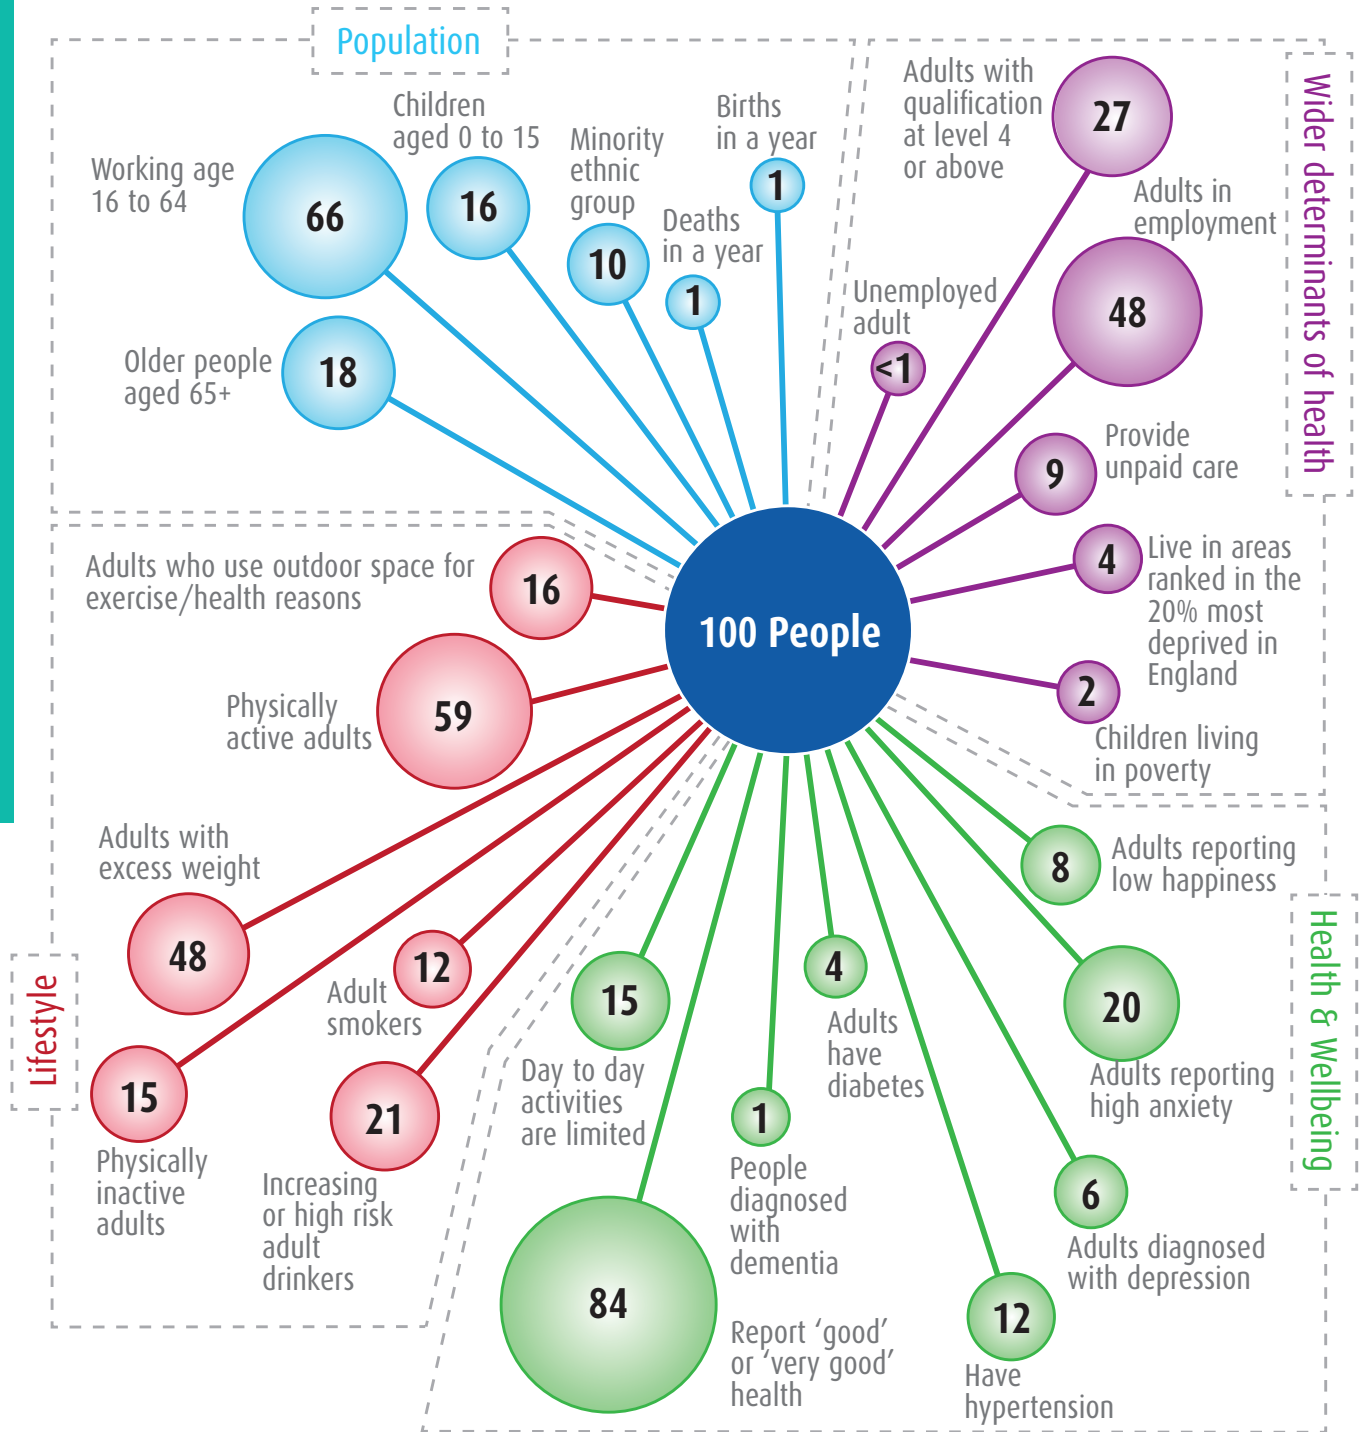 Population
Working age
16 to 64
66
Children
aged 0 to 15
16
Minority
ethnic
group
10
Deaths
in a year
1
Births
in a year
1
Older people
aged 65+
18
Wider determinants of health
Adults with
qualification
at level 4
or above
27
Adults in
employment
48
Unemployed
adult
<1
Provide
unpaid care
9
4
Live in areas
ranked in the
20% most
deprived in
England
2
Children living
in poverty
100 People
Lifestyle
Adults who use outdoor space for
exercise/health reasons
16
Physically
active adults
59
Adults with
excess weight
48
12
Adult
smokers
15
Physically
inactive
adults
21
Increasing
or high risk
adult
drinkers
Health & Wellbeing
8
Adults reporting
low happiness
20
Adults reporting
high anxiety
4
Adults
have
diabetes
15
Day to day
activities
are limited
1
People
diagnosed
with
dementia
6
Adults diagnosed
with depression
12
Have
hypertension
84
Report ‘good’
or ‘very good’
health